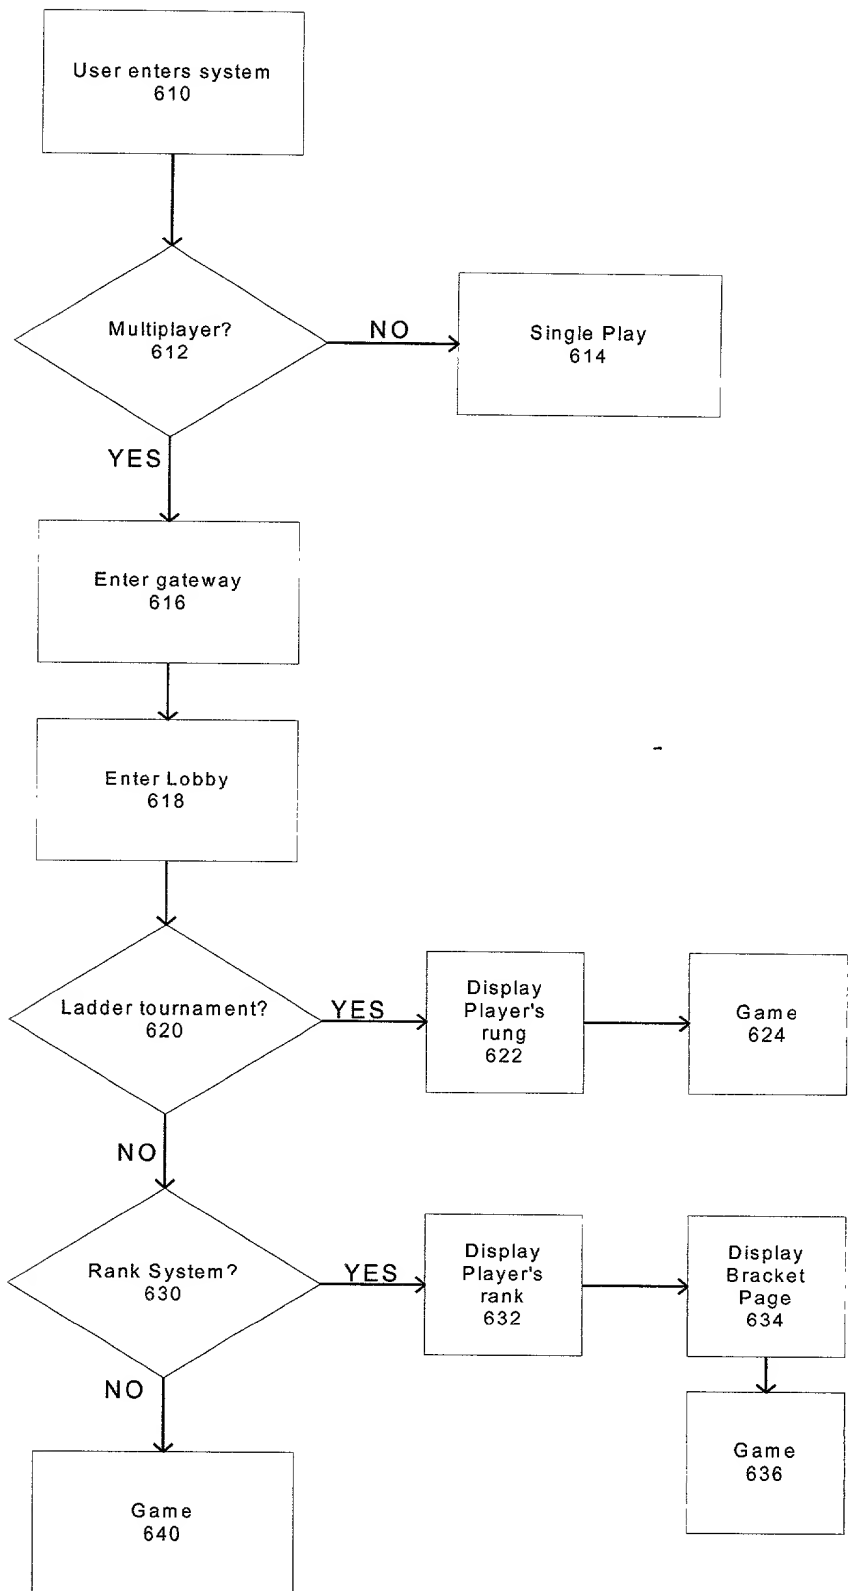 User enters system
610
Multiplayer?
612
NO
Single Play
614
YES
Enter gateway
616
Enter Lobby
618
Ladder tournament?
620
YES
Display
Player's
rung
622
Game
624
NO
Rank System?
630
YES
Display
Player's
rank
632
Display
Bracket
Page
634
NO
Game
636
Game
640